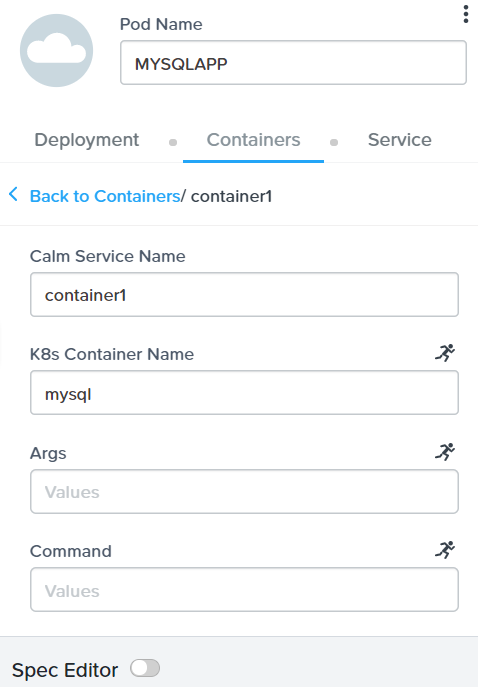 Pod Name
MYSQLAPP
Deployment Containers Service
Back to Containers/ container1
Calm Service Name
container1
K8s Container Name
mysql
Args
Values
Command
Values
Spec Editor